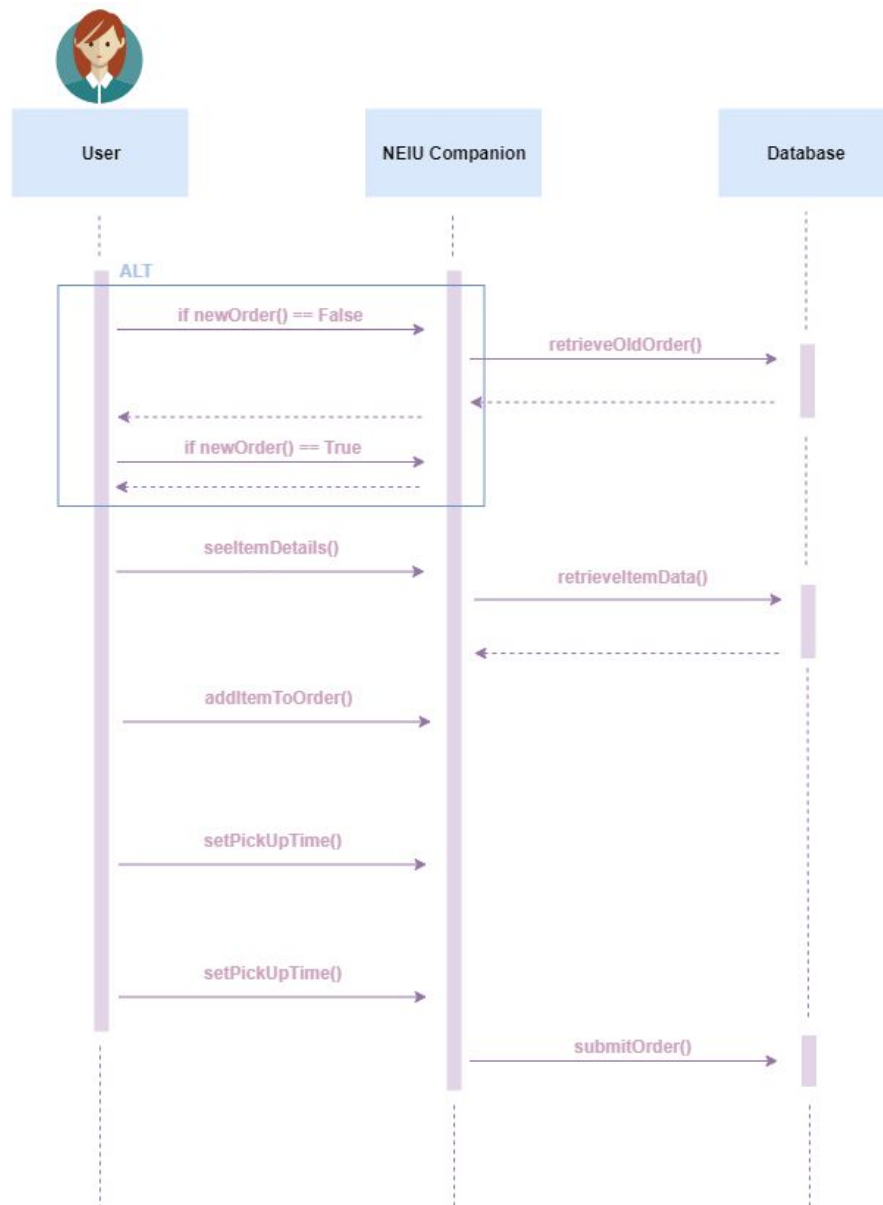 User
NEIU Companion
Database
ALT
if newOrder() == False
retrieveOldOrder()
if newOrder() == True
seeItemDetails()
retrieveItemData()
addItemToOrder()
setPickUpTime()
setPickUpTime()
submitOrder()